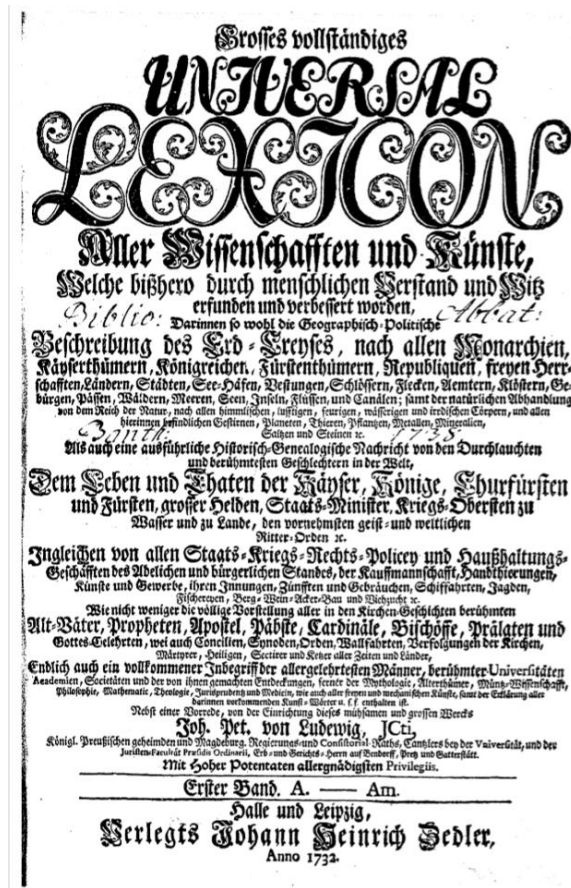 Grosses vollständiges
UNIVERSAL
LEXICON
Aller Wissenschafften und Künste,
Welche bißhero durch menschlichen Verstand und Witz
erfunden und verbessert worden,
Biblio: Abbat:
Darinnen so wohl die Geographisch-Politische
Beschreibung des Erd-Creyses, nach allen Monarchien,
Käyserthümern, Königreichen, Fürstenthümern, Republiquen, freyen Herr-
schafften, Ländern, Städten, See-Häfen, Vestungen, Schlössern, Flecken, Aemtern, Klöstern, Ge-
bürgen, Pässen, Wäldern, Meeren, Seen, Inseln, Flüssen, und Canälen; samt der natürlichen Abhandlung
von dem Reich der Natur, nach allen himmlischen, lufftigen, feurigen, wässerigen und irrdischen Cörpern, und allen
hierinnen befindlichen Gestirnen, Planeten, Thieren, Pflantzen, Metallen, Mineralien,
Banth: 1738.
Saltzen und Steinen ꝛc.
Als auch eine ausführliche Historisch-Genealogische Nachricht von den Durchlauchten
und berühmtesten Geschlechtern in der Welt,
Dem Leben und Thaten der Käyser, Könige, Churfürsten
und Fürsten, grosser Helden, Staats-Minister, Kriegs-Obersten zu
Wasser und zu Lande, den vornehmsten geist- und weltlichen
Ritter-Orden ꝛc.
Ingleichen von allen Staats-Kriegs-Rechts-Policey und Haußhaltungs-
Geschäfften des Adelichen und bürgerlichen Standes, der Kauffmannschafft, Handthierungen,
Künste und Gewerbe, ihren Innungen, Zünfften und Gebräuchen, Schiffahrten, Jagden,
Fischereyen, Berg-Wein-Acker-Bau und Viehzucht ꝛc.
Wie nicht weniger die völlige Vorstellung aller in den Kirchen-Geschichten berühmten
Alt-Väter, Propheten, Apostel, Päbste, Cardinäle, Bischöffe, Prälaten und
Gottes-Gelehrten, wei auch Concilien, Synoden, Orden, Wallfahrten, Verfolgungen der Kirchen,
Märtyrer, Heiligen, Sectirer und Ketzer aller Zeiten und Länder,
Endlich auch ein vollkommener Inbegriff der allergelehrtesten Männer, berühmter Universitäten
Academien, Societäten und der von ihnen gemachten Entdeckungen, ferner der Mythologie, Alterthümer, Müntz-Wissenschafft,
Philosophie, Mathematic, Theologie, Jurisprudentz und Medicin, wie auch aller freyen und mechanischen Künste, samt der Erklärung aller
darinnen vorkommenden Kunst-Wörter u. s. f. enthalten ist.
Nebst einer Vorrede, von der Einrichtung dieses mühsamen und grossen Wercks
Joh. Pet. von Ludewig, JCti,
Königl. Preußischen geheimden und Magdeburg. Regierungs- und Consistorial-Raths, Cantzlers bey der Universität, und der
Juristen-Facultät Præsidis Ordinarii, Erb- und Gerichts-Herrn auf Bendorff, Pretz und Gatterstätt.
Mit Hoher Potentaten allergnädigsten Privilegiis.
Erster Band. A. — Am.
Halle und Leipzig,
Verlegts Johann Heinrich Zedler,
Anno 1732.